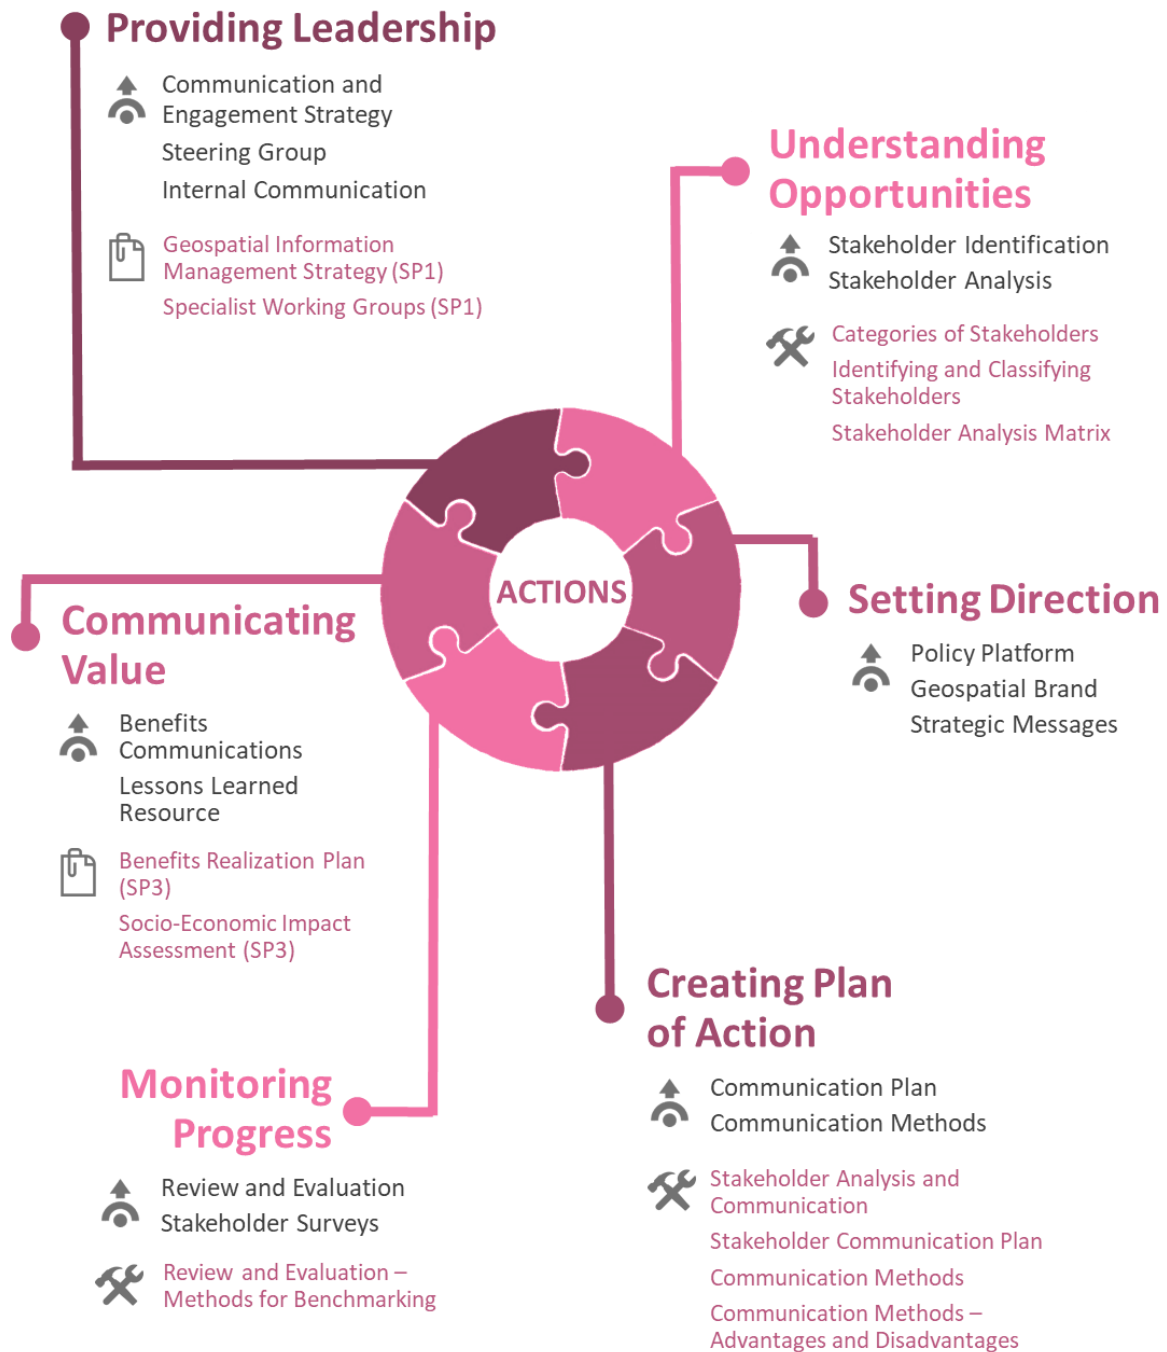 Providing Leadership
Communication and
Engagement Strategy
Steering Group
Internal Communication
Geospatial Information
Management Strategy (SP1)
Specialist Working Groups (SP1)
Understanding
Opportunities
Stakeholder Identification
Stakeholder Analysis
Categories of Stakeholders
Identifying and Classifying
Stakeholders
Stakeholder Analysis Matrix
ACTIONS
Setting Direction
Policy Platform
Geospatial Brand
Strategic Messages
Creating Plan
of Action
Communication Plan
Communication Methods
Stakeholder Analysis and
Communication
Stakeholder Communication Plan
Communication Methods
Communication Methods –
Advantages and Disadvantages
Monitoring
Progress
Review and Evaluation
Stakeholder Surveys
Review and Evaluation –
Methods for Benchmarking
Communicating
Value
Benefits
Communications
Lessons Learned
Resource
Benefits Realization Plan
(SP3)
Socio-Economic Impact
Assessment (SP3)